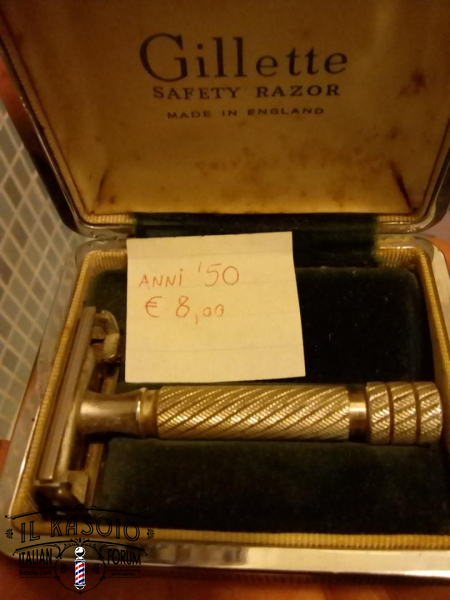 Gillette
SAFETY RAZOR
MADE IN ENGLAND
ANNI '50
€ 8,00
IL RASOIO
ITALIAN FORUM